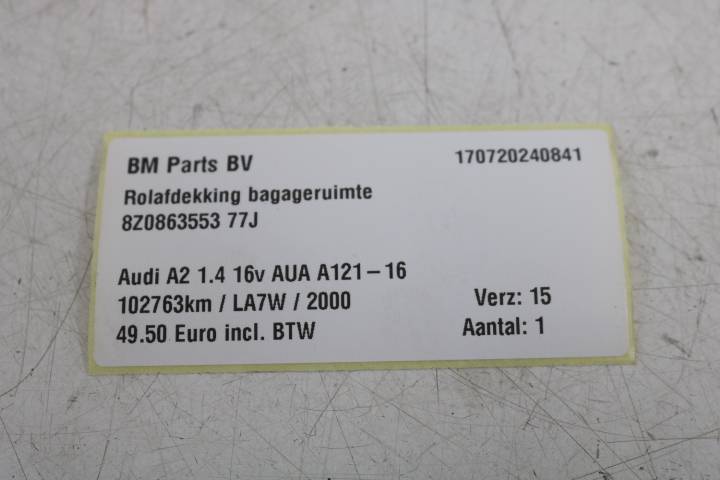 BM Parts BV 170720240841
Rolafdekking bagageruimte
8Z0863553 77J
Audi A2 1.4 16v AUA A121-16
102763km / LA7W / 2000 Verz: 15
49.50 Euro incl. BTW Aantal: 1